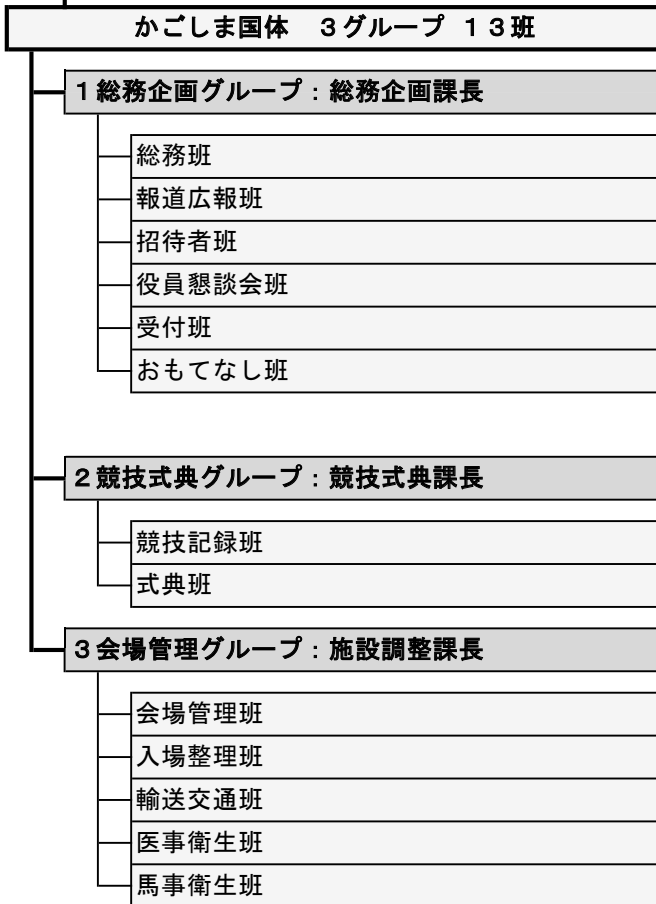 かごしま国体　３グループ １３班
１総務企画グループ：総務企画課長
総務班
報道広報班
招待者班
役員懇談会班
受付班
おもてなし班
２競技式典グループ：競技式典課長
競技記録班
式典班
３会場管理グループ：施設調整課長
会場管理班
入場整理班
輸送交通班
医事衛生班
馬事衛生班